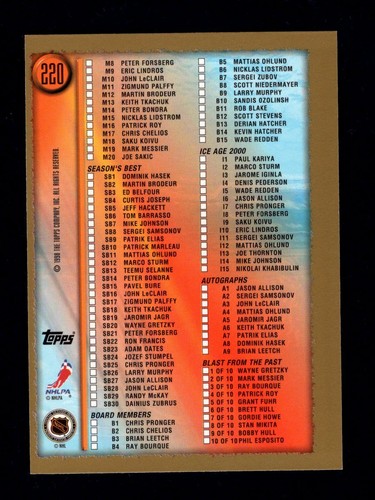 220
© 1998 THE TOPPS COMPANY, INC. ALL RIGHTS RESERVED.
Topps
NHLPA
© NHLPA
© NHL
M8 PETER FORSBERG
M9 ERIC LINDROS
M10 JOHN LeCLAIR
M11 ZIGMUND PALFFY
M12 MARTIN BRODEUR
M13 KEITH TKACHUK
M14 PETER BONDRA
M15 NICKLAS LIDSTROM
M16 PATRICK ROY
M17 CHRIS CHELIOS
M18 SAKU KOIVU
M19 MARK MESSIER
M20 JOE SAKIC
SEASON'S BEST
SB1 DOMINIK HASEK
SB2 MARTIN BRODEUR
SB3 ED BELFOUR
SB4 CURTIS JOSEPH
SB5 JEFF HACKETT
SB6 TOM BARRASSO
SB7 MIKE JOHNSON
SB8 SERGEI SAMSONOV
SB9 PATRIK ELIAS
SB10 PATRICK MARLEAU
SB11 MATTIAS OHLUND
SB12 MARCO STURM
SB13 TEEMU SELANNE
SB14 PETER BONDRA
SB15 PAVEL BURE
SB16 JOHN LeCLAIR
SB17 ZIGMUND PALFFY
SB18 KEITH TKACHUK
SB19 JAROMIR JAGR
SB20 WAYNE GRETZKY
SB21 PETER FORSBERG
SB22 RON FRANCIS
SB23 ADAM OATES
SB24 JOZEF STUMPEL
SB25 CHRIS PRONGER
SB26 LARRY MURPHY
SB27 JASON ALLISON
SB28 JOHN LeCLAIR
SB29 RANDY McKAY
SB30 DAINIUS ZUBRUS
BOARD MEMBERS
B1 CHRIS PRONGER
B2 CHRIS CHELIOS
B3 BRIAN LEETCH
B4 RAY BOURQUE
B5 MATTIAS OHLUND
B6 NICKLAS LIDSTROM
B7 SERGEI ZUBOV
B8 SCOTT NIEDERMAYER
B9 LARRY MURPHY
B10 SANDIS OZOLINSH
B11 ROB BLAKE
B12 SCOTT STEVENS
B13 DERIAN HATCHER
B14 KEVIN HATCHER
B15 WADE REDDEN
ICE AGE 2000
I1 PAUL KARIYA
I2 MARCO STURM
I3 JAROME IGINLA
I4 DENIS PEDERSON
I5 WADE REDDEN
I6 JASON ALLISON
I7 CHRIS PRONGER
I8 PETER FORSBERG
I9 SAKU KOIVU
I10 ERIC LINDROS
I11 SERGEI SAMSONOV
I12 MATTIAS OHLUND
I13 JOE THORNTON
I14 MIKE JOHNSON
I15 NIKOLAI KHABIBULIN
AUTOGRAPHS
A1 JASON ALLISON
A2 SERGEI SAMSONOV
A3 JOHN LeCLAIR
A4 MATTIAS OHLUND
A5 JAROMIR JAGR
A6 KEITH TKACHUK
A7 PATRIK ELIAS
A8 DOMINIK HASEK
A9 BRIAN LEETCH
BLAST FROM THE PAST
1 OF 10 WAYNE GRETZKY
2 OF 10 MARK MESSIER
3 OF 10 RAY BOURQUE
4 OF 10 PATRICK ROY
5 OF 10 GRANT FUHR
6 OF 10 BRETT HULL
7 OF 10 GORDIE HOWE
8 OF 10 STAN MIKITA
9 OF 10 BOBBY HULL
10 OF 10 PHIL ESPOSITO